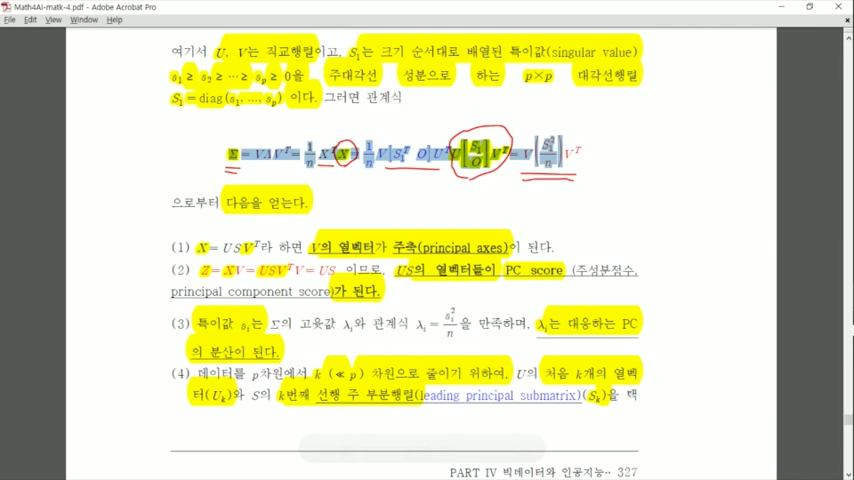 Math4AI-matk-4.pdf - Adobe Acrobat Pro
File Edit View Window Help
여기서 U, V는 직교행렬이고, S₁는 크기 순서대로 배열된 특이값(singular value)
s₁ ≥ s₂ ≥ ⋯ ≥ sₚ ≥ 0을 주대각선 성분으로 하는 p×p 대각선행렬
S₁ = diag(s₁, ..., sₚ) 이다. 그러면 관계식
Σ = VΛVᵀ = 1/n XᵀX = 1/n V[S₁ᵀ O]UᵀU[S₁/O]Vᵀ = V(S₁²/n)Vᵀ
으로부터 다음을 얻는다.
(1) X = USVᵀ라 하면 V의 열벡터가 주축(principal axes)이 된다.
(2) Z = XV = USVᵀV = US 이므로, US의 열벡터들이 PC score (주성분점수,
principal component score)가 된다.
(3) 특이값 sᵢ는 Σ의 고윳값 λᵢ와 관계식 λᵢ = sᵢ²/n을 만족하며, λᵢ는 대응하는 PC
의 분산이 된다.
(4) 데이터를 p차원에서 k (≪ p) 차원으로 줄이기 위하여, U의 처음 k개의 열벡
터(Uₖ)와 S의 k번째 선행 주 부분행렬(leading principal submatrix)(Sₖ)을 택
PART IV 빅데이터와 인공지능·· 327